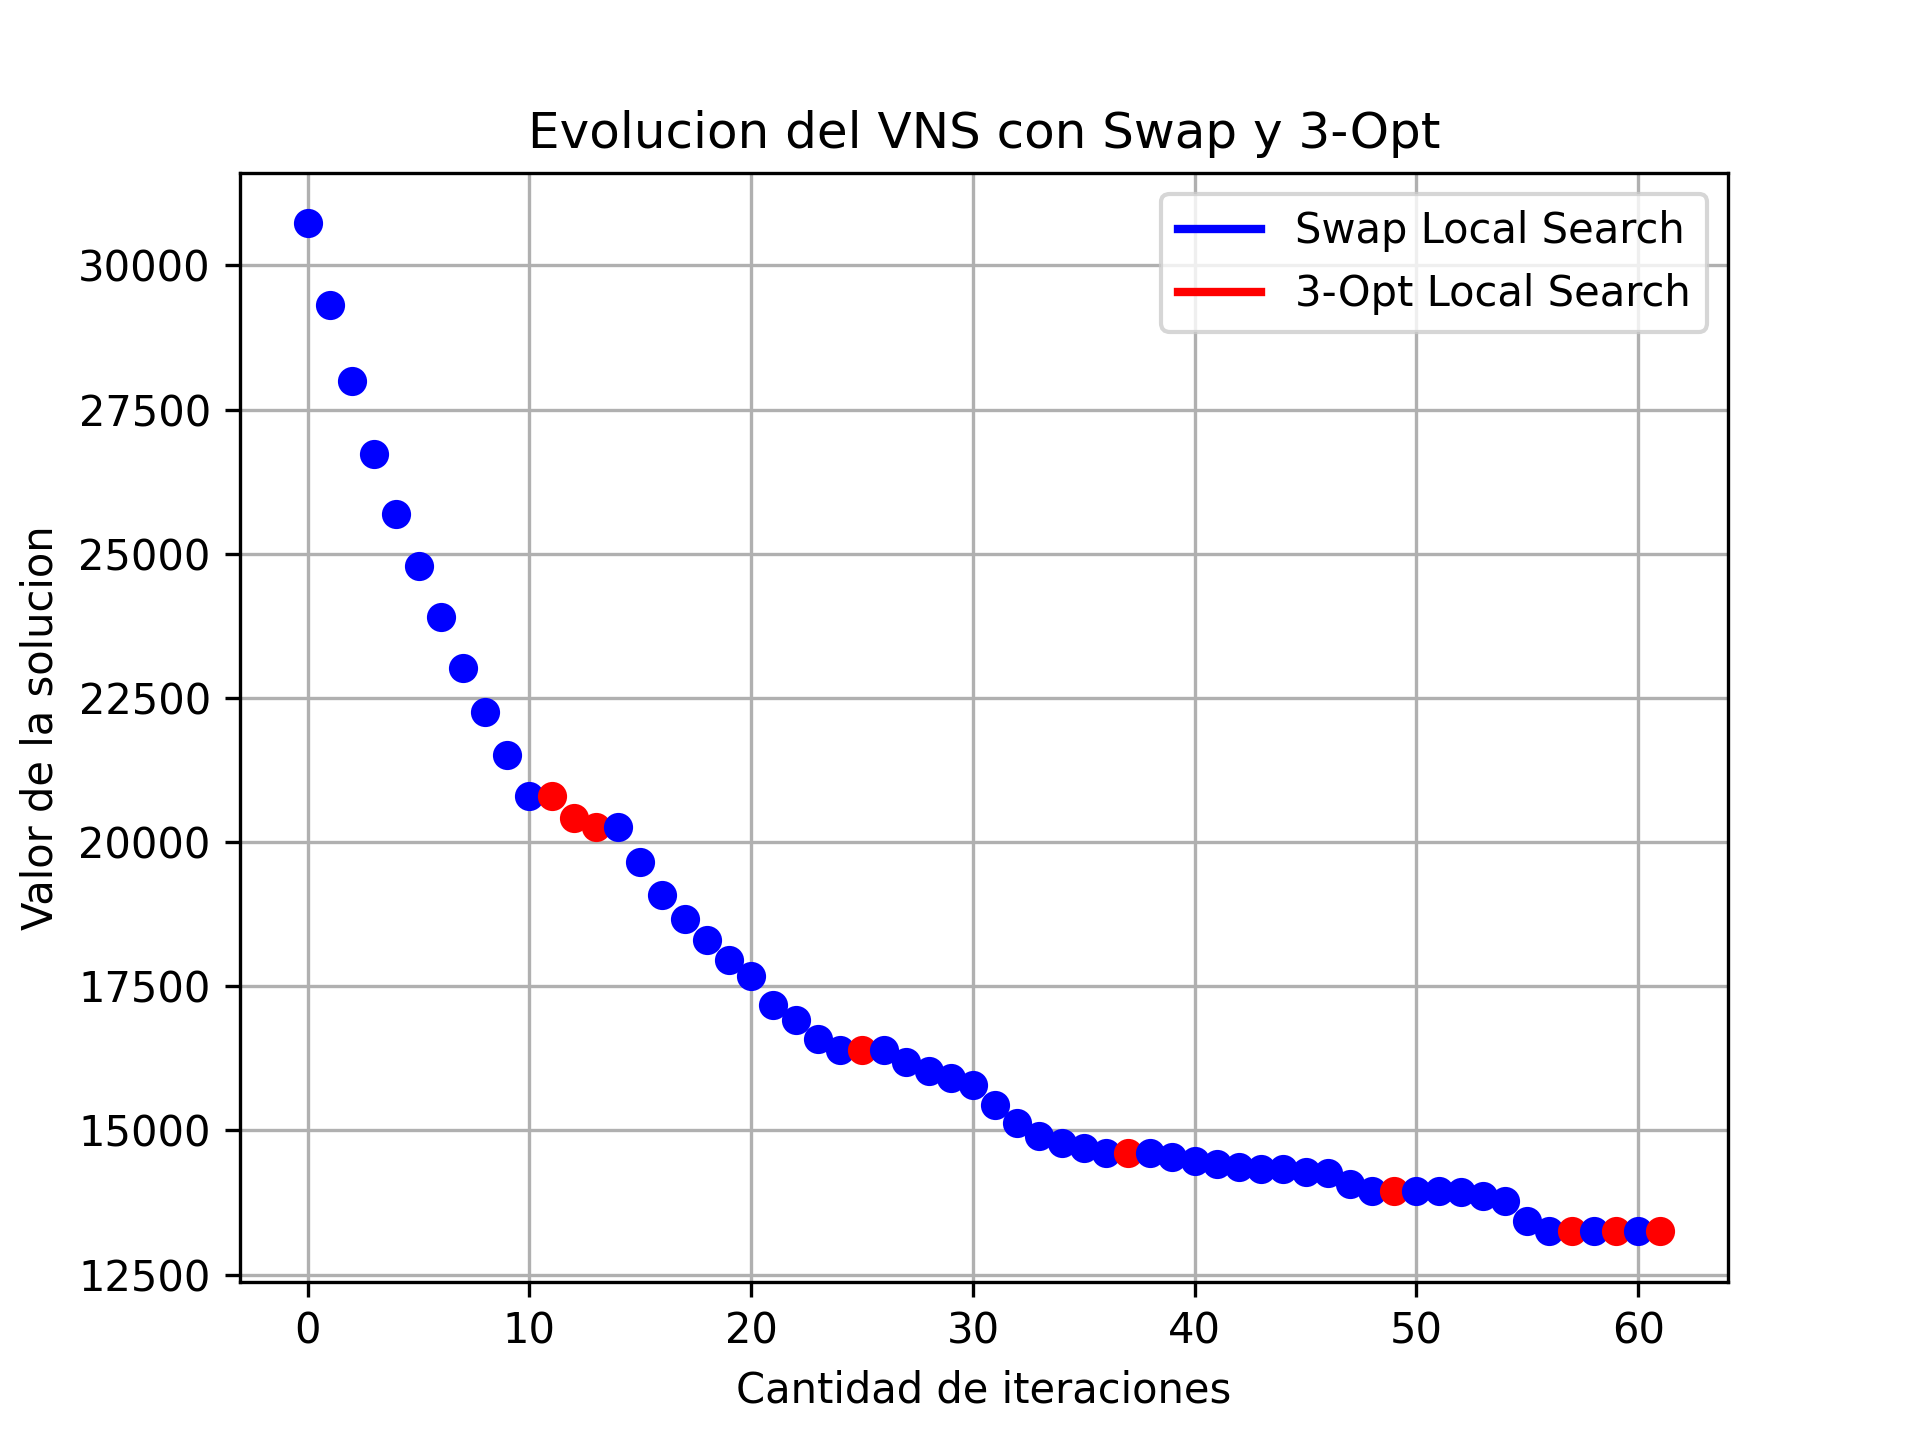 Evolucion del VNS con Swap y 3-Opt
Swap Local Search
3-Opt Local Search
Valor de la solucion
30000
27500
25000
22500
20000
17500
15000
12500
0 10 20 30 40 50 60
Cantidad de iteraciones